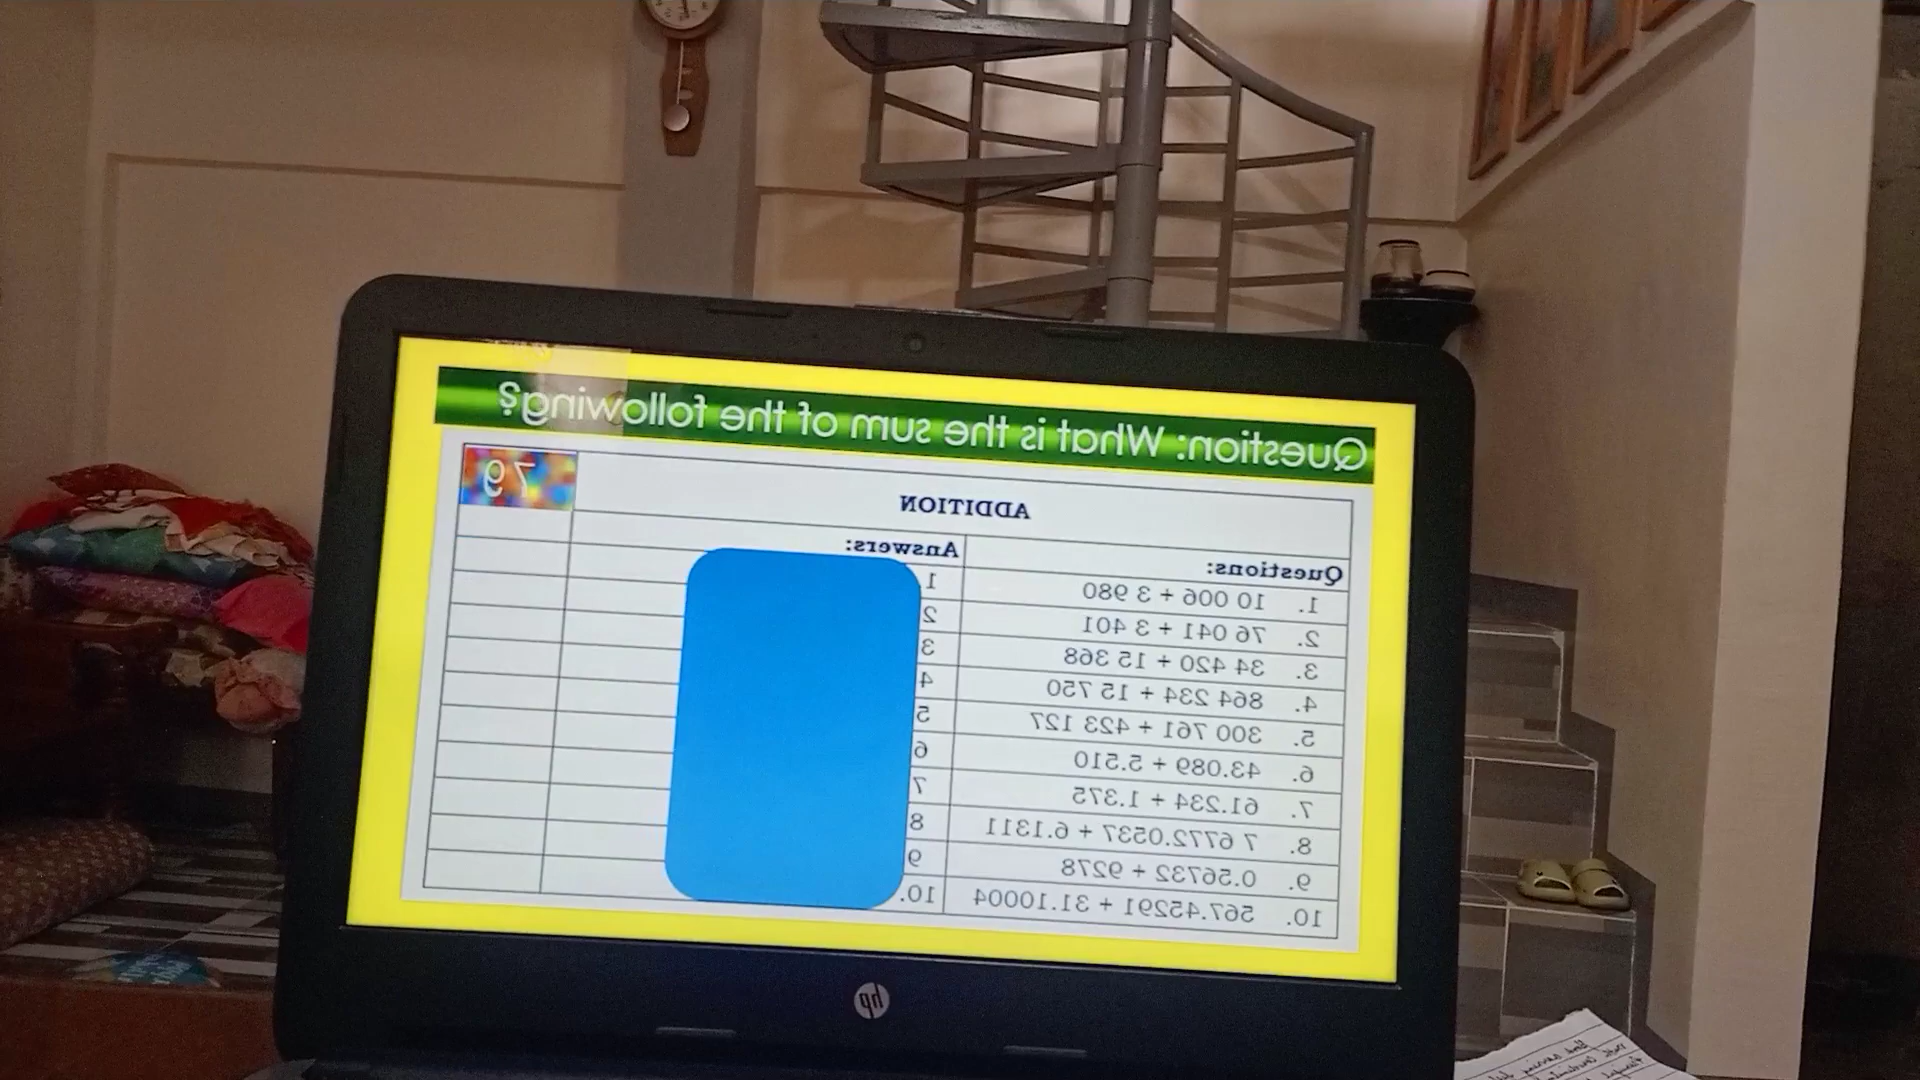 Question: What is the sum of the following?
ADDITION
79
Questions:
Answers:
1. 10 006 + 3 980
1
2. 76 041 + 3 401
2
3. 34 420 + 15 368
3
4. 864 234 + 15 750
4
5. 300 761 + 423 127
5
6. 43.089 + 5.510
6
7. 61.234 + 1.375
7
8. 7 6772.0537 + 6.1311
8
9. 0.56732 + 9278
9
10. 567.45291 + 31.10004
10.
hp